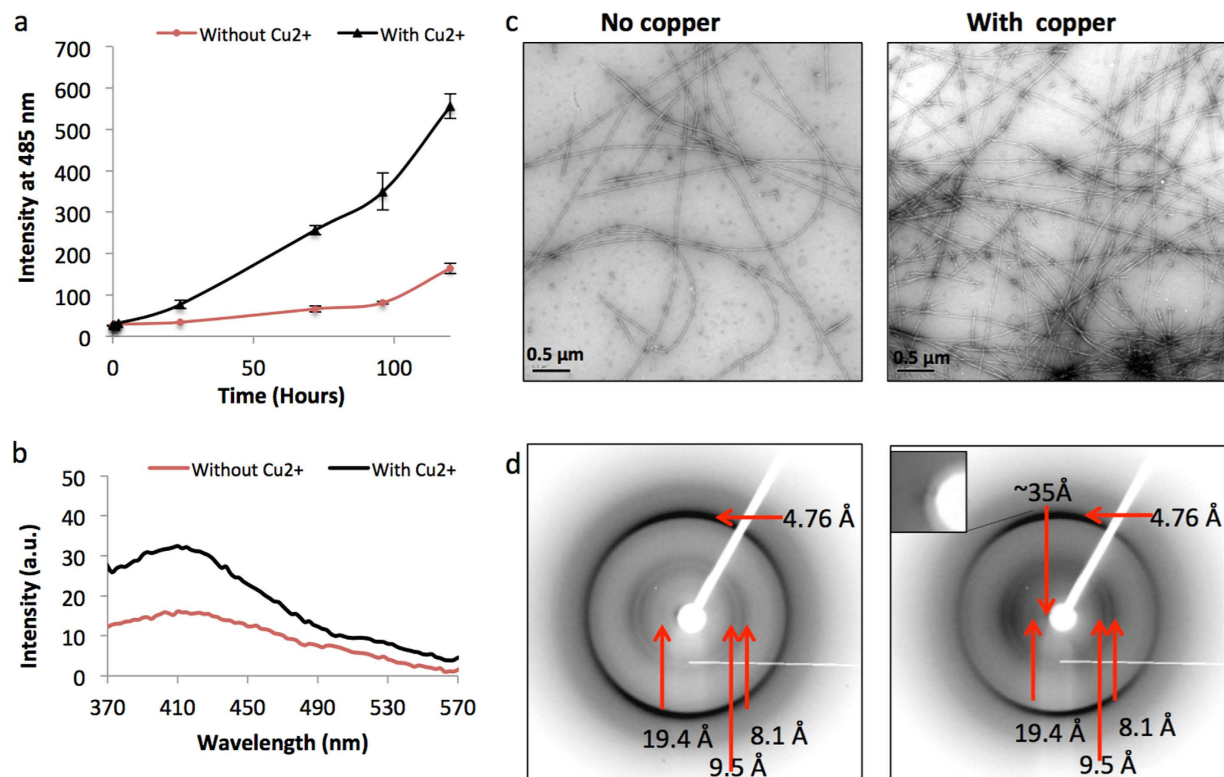 a
Without Cu2+ With Cu2+
700
600
500
400
300
200
100
0
Intensity at 485 nm
0 50 100
Time (Hours)
b
Without Cu2+ With Cu2+
50
40
30
20
10
0
Intensity (a.u.)
370 410 450 490 530 570
Wavelength (nm)
c
No copper With copper
0.5 μm
0.5 μm
d
4.76 Å
19.4 Å
8.1 Å
9.5 Å
~35Å
4.76 Å
19.4 Å
8.1 Å
9.5 Å